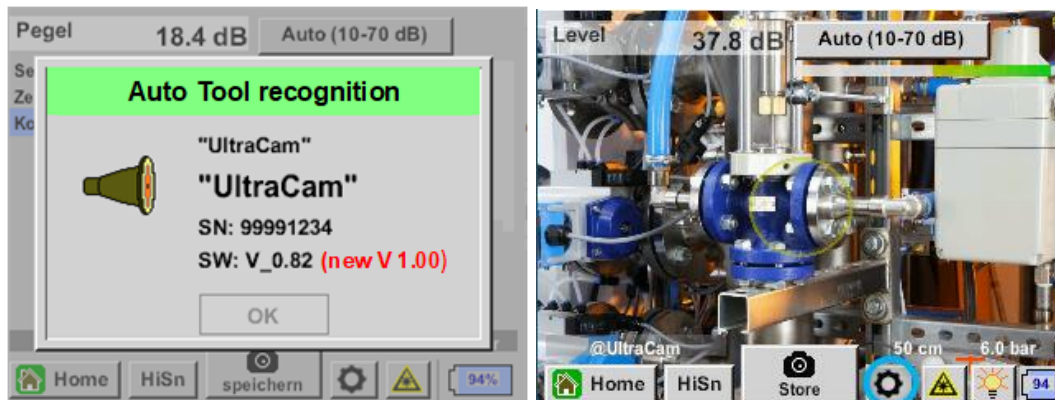 Pegel 18.4 dB Auto (10-70 dB)
Se
Ze
Ko
Auto Tool recognition
"UltraCam"
"UltraCam"
SN: 99991234
SW: V_0.82 (new V 1.00)
OK
Home HiSn speichern 94%
Level 37.8 dB Auto (10-70 dB)
@UltraCam 50 cm 6.0 bar
Home HiSn Store 94